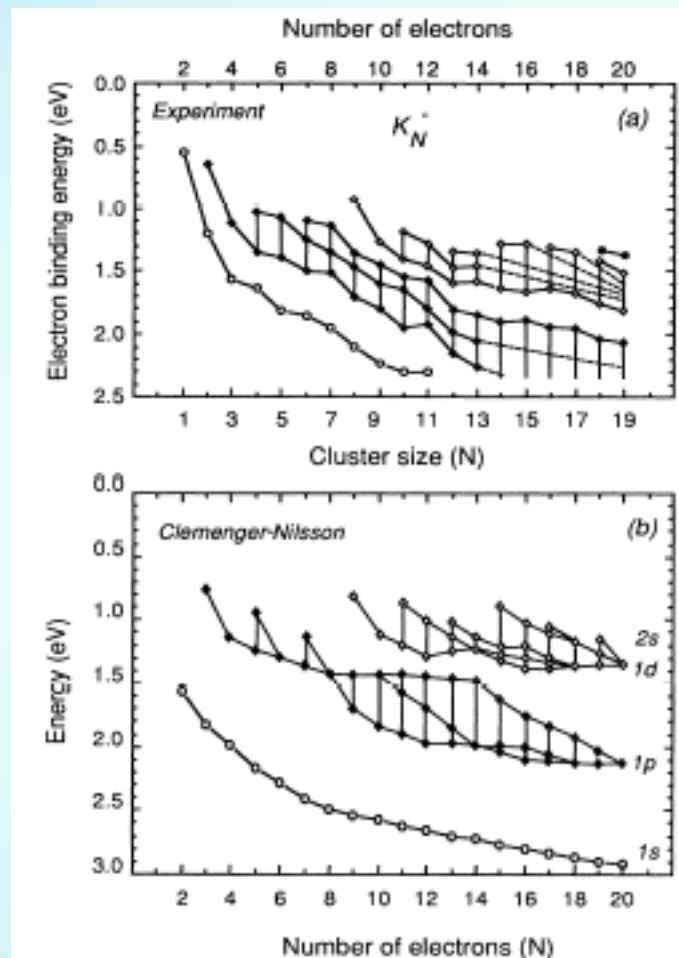 Number of electrons
2 4 6 8 10 12 14 16 18 20
0.0
Experiment
K_N^-
(a)
0.5
1.0
1.5
2.0
2.5
Electron binding energy (eV)
1 3 5 7 9 11 13 15 17 19
Cluster size (N)
0.0
Clemenger-Nilsson
(b)
0.5
1.0
2s
1d
1.5
2.0
1p
2.5
1s
3.0
Energy (eV)
2 4 6 8 10 12 14 16 18 20
Number of electrons (N)